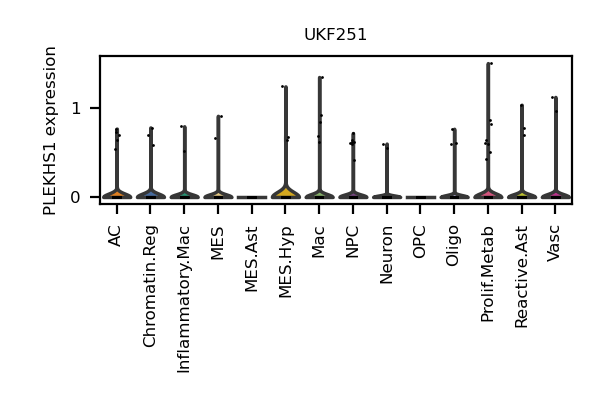 UKF251
PLEKHS1 expression
1
0
AC
Chromatin.Reg
Inflammatory.Mac
MES
MES.Ast
MES.Hyp
Mac
NPC
Neuron
OPC
Oligo
Prolif.Metab
Reactive.Ast
Vasc